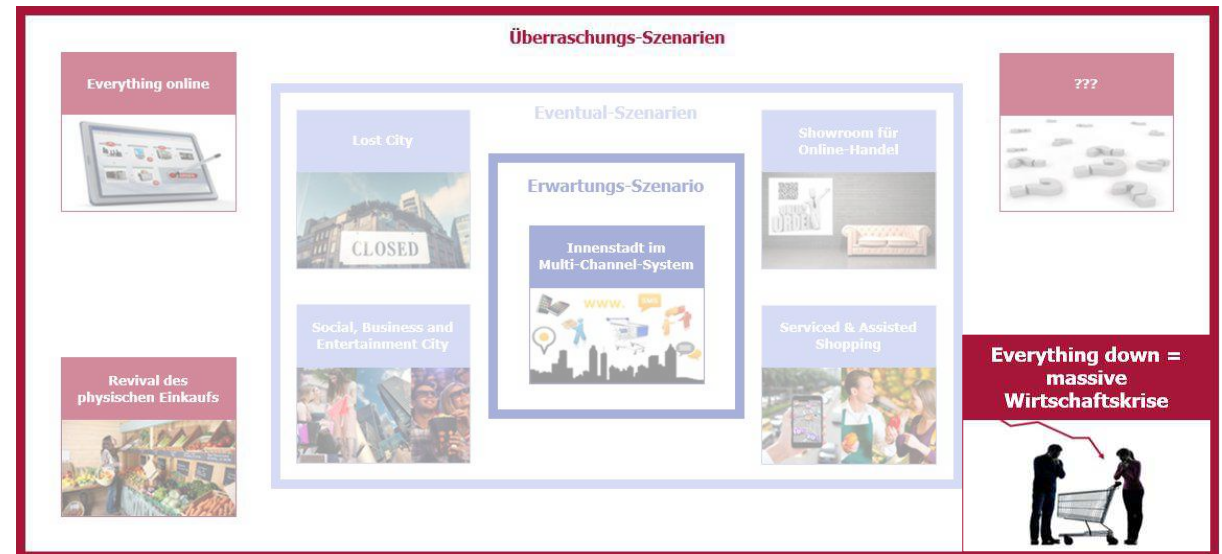 Überraschungs-Szenarien
Everything online
???
Eventual-Szenarien
Lost City
CLOSED
Showroom für
Online-Handel
Erwartungs-Szenario
Innenstadt im
Multi-Channel-System
www.
Social, Business and
Entertainment City
Serviced & Assisted
Shopping
Revival des
physischen Einkaufs
Everything down =
massive
Wirtschaftskrise